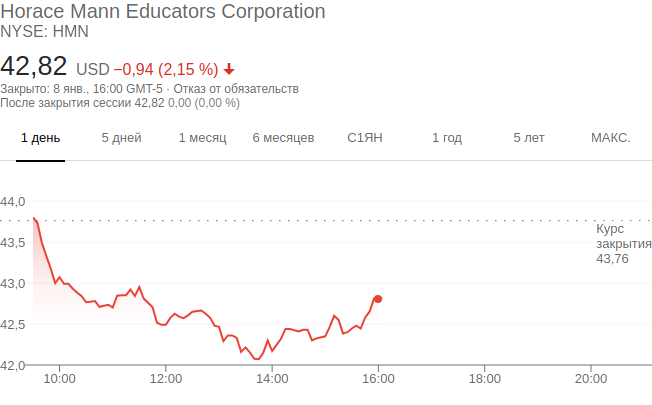 Horace Mann Educators Corporation
NYSE: HMN
42,82 USD −0,94 (2,15 %)
Закрыто: 8 янв., 16:00 GMT-5 · Отказ от обязательств
После закрытия сессии 42,82 0,00 (0,00 %)
1 день 5 дней 1 месяц 6 месяцев С1ЯН 1 год 5 лет МАКС.
44,0
Курс
43,5 закрытия
43,76
43,0
42,5
42,0
10:00 12:00 14:00 16:00 18:00 20:00